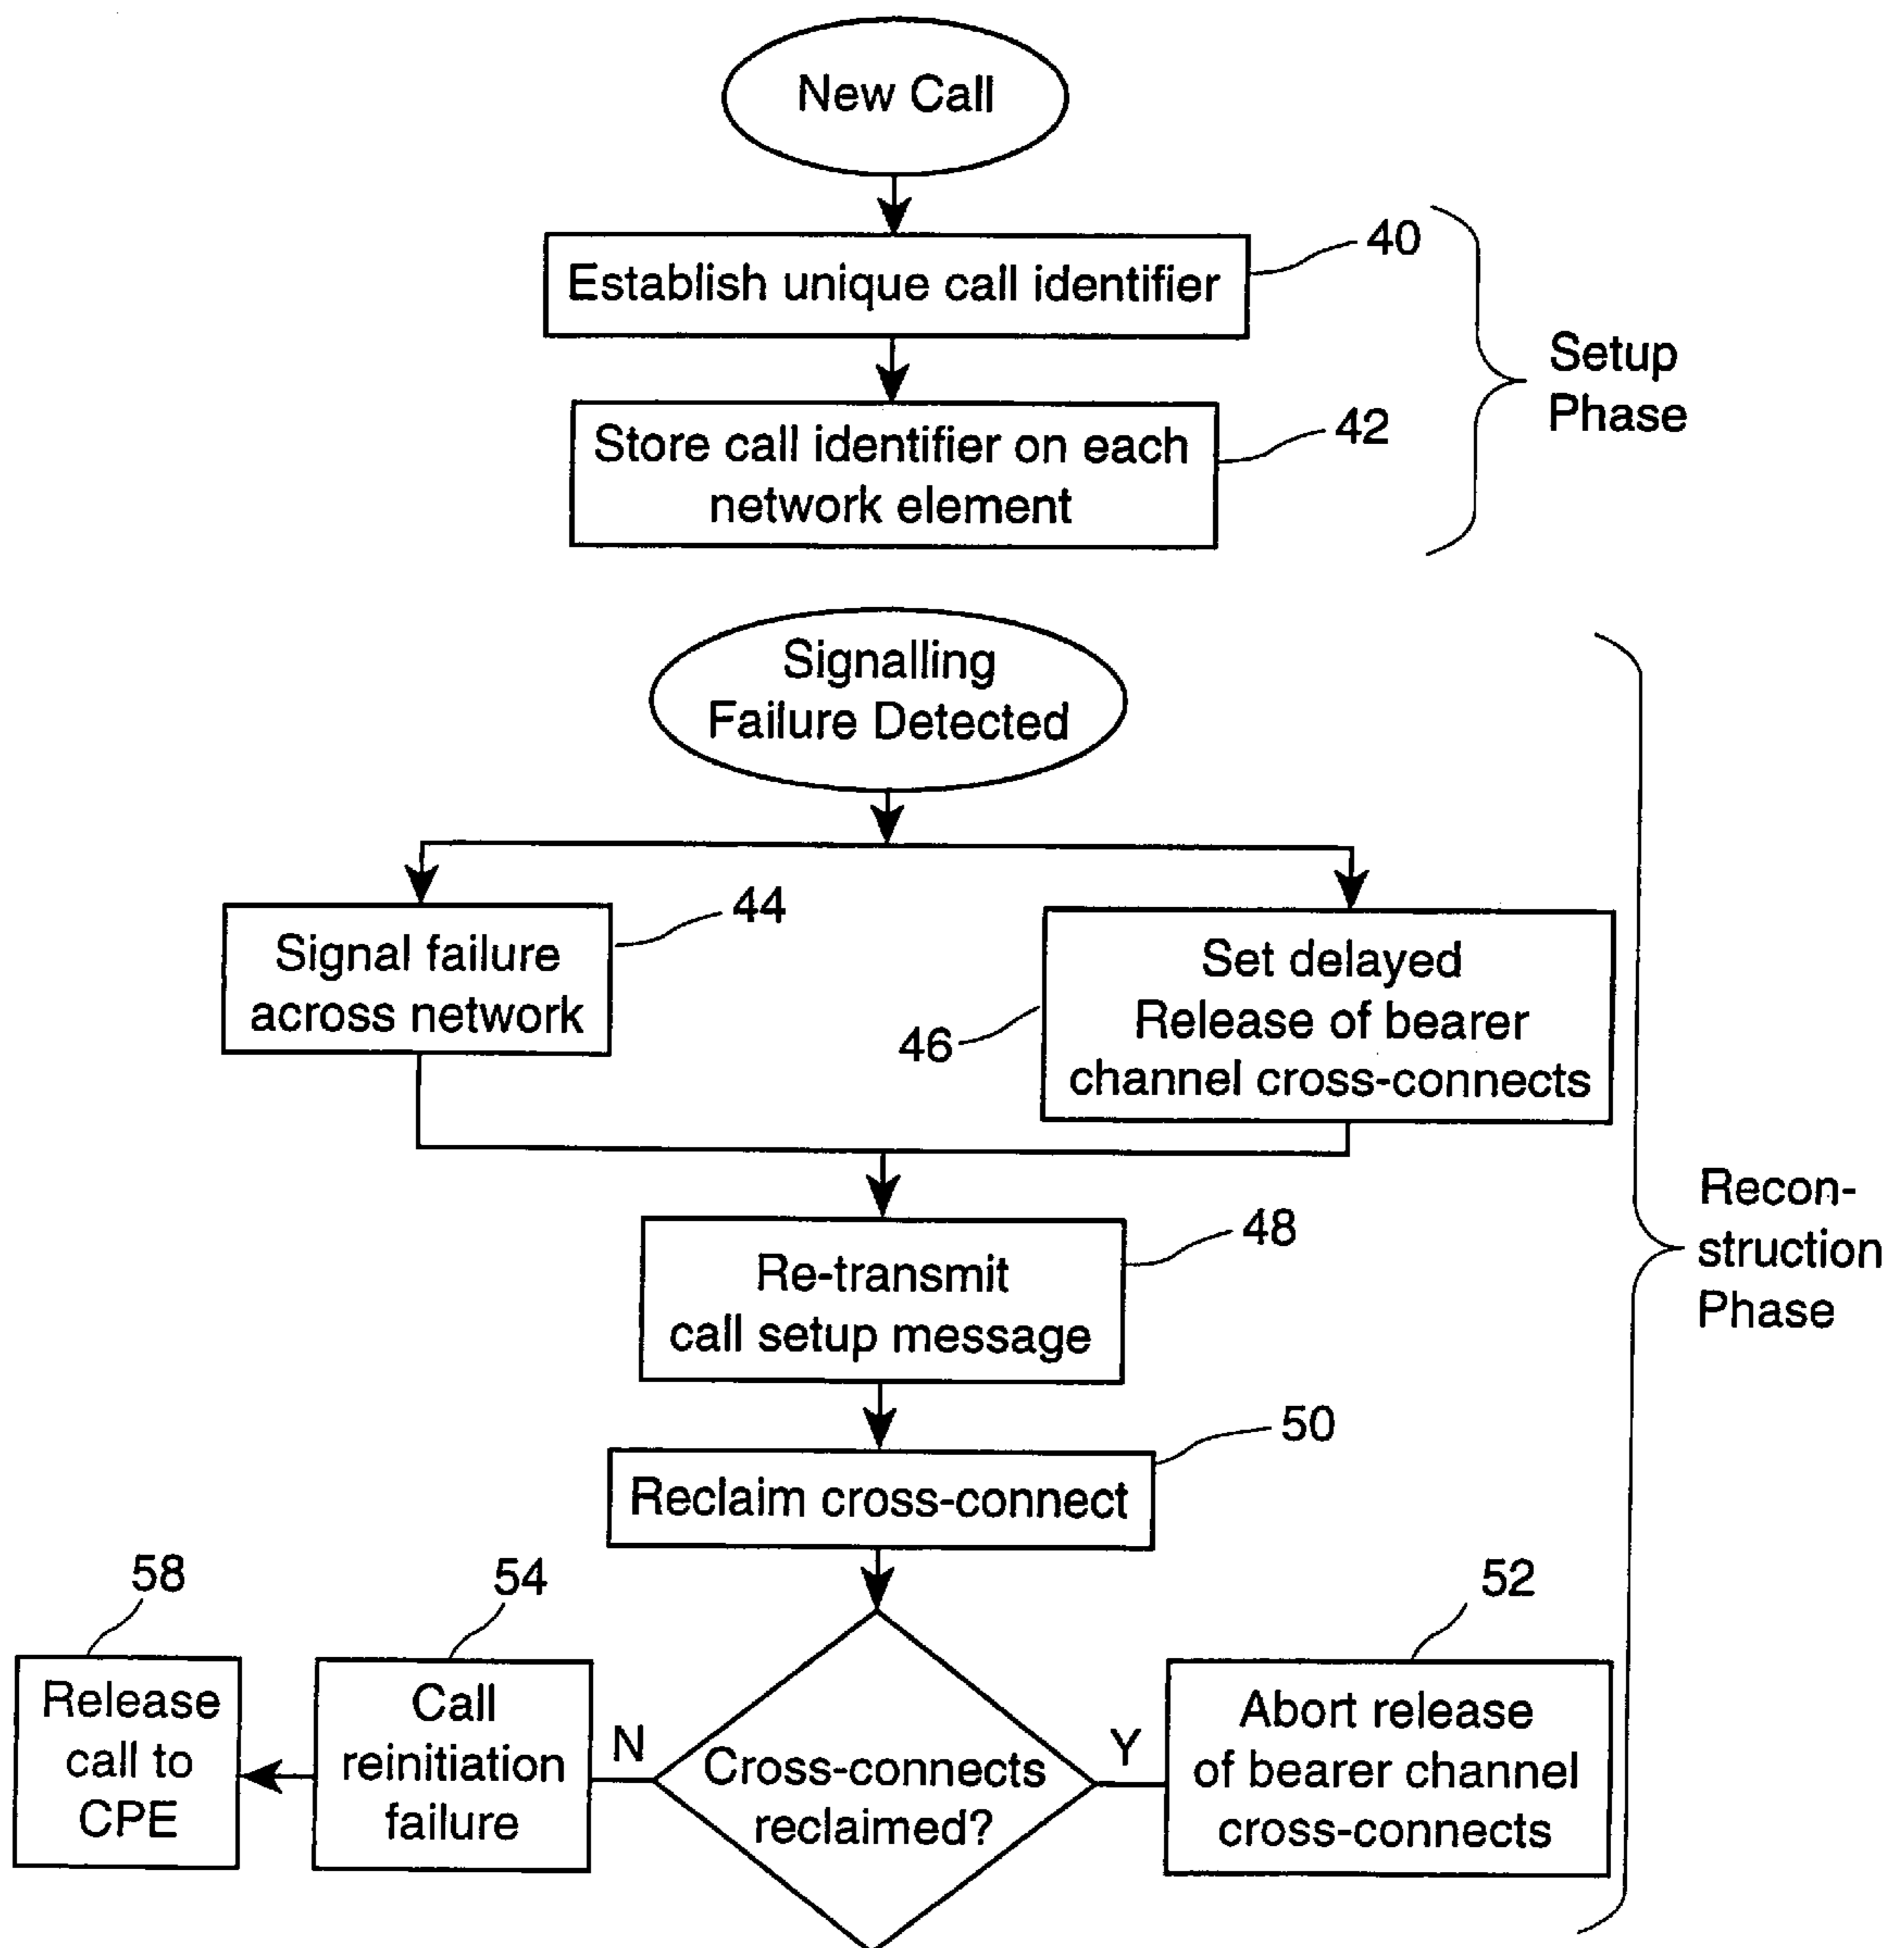 New Call
40
Establish unique call identifier
Setup
Phase
42
Store call identifier on each
network element
Signalling
Failure Detected
44
Signal failure
across network
46
Set delayed
Release of bearer
channel cross-connects
Recon-
struction
Phase
48
Re-transmit
call setup message
50
Reclaim cross-connect
58
Release
call to
CPE
54
Call
reinitiation
failure
N
Cross-connects
reclaimed?
Y
52
Abort release
of bearer channel
cross-connects